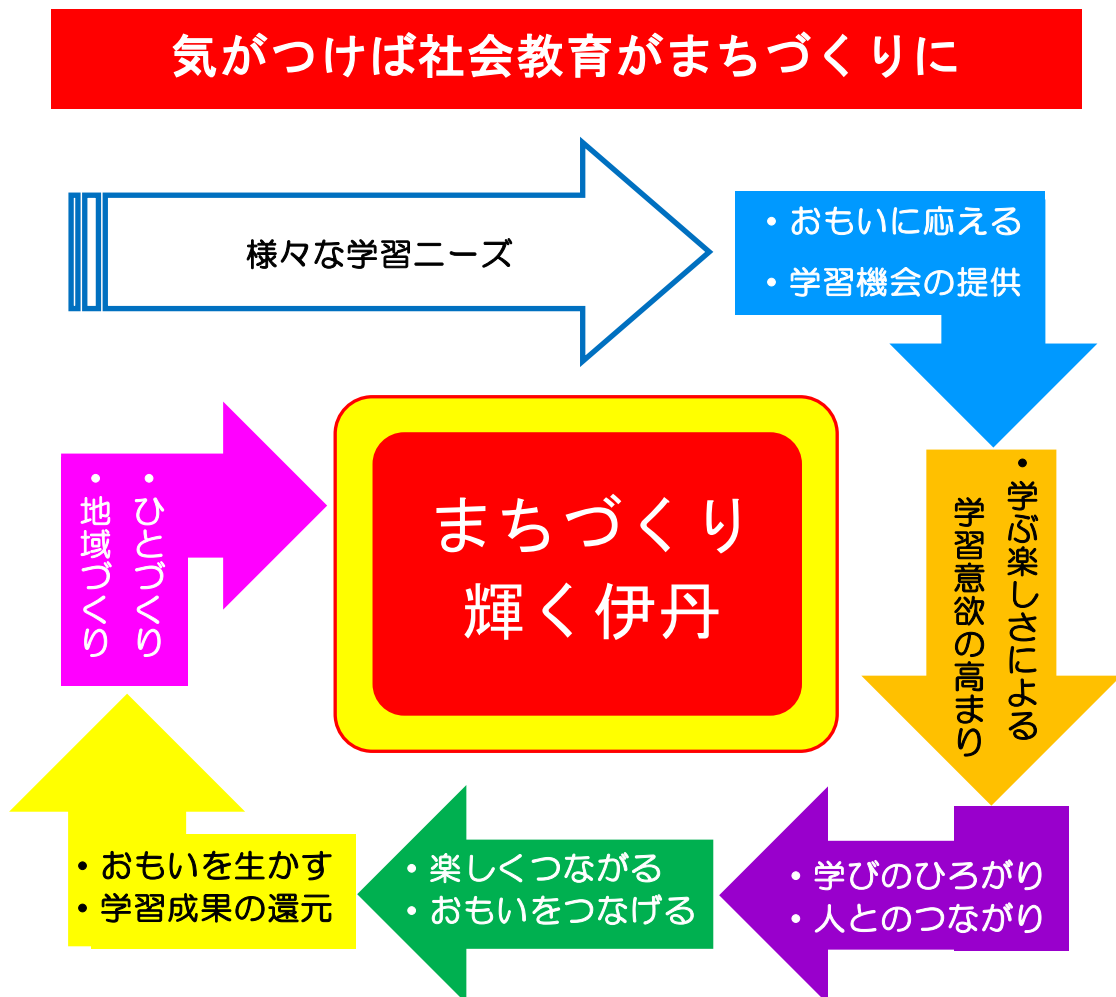 気がつけば社会教育がまちづくりに
様々な学習ニーズ
・おもいに応える
・学習機会の提供
・学ぶ楽しさによる
学習意欲の高まり
・学びのひろがり
・人とのつながり
・楽しくつながる
・おもいをつなげる
・おもいを生かす
・学習成果の還元
・ひとづくり
・地域づくり
まちづくり
輝く伊丹